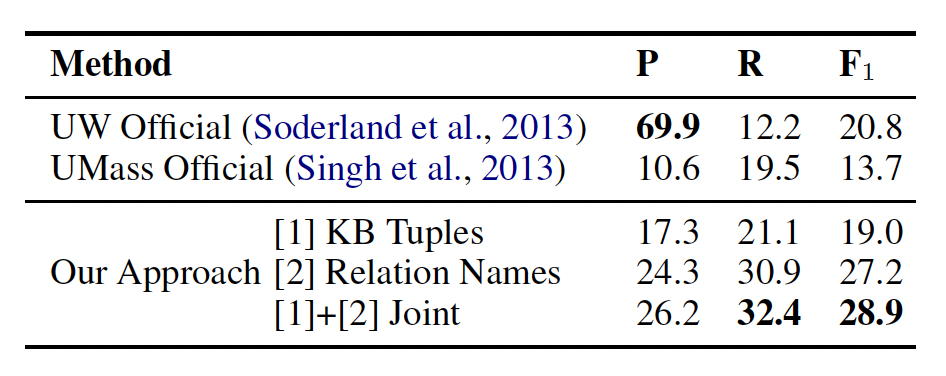 Method P R F1
UW Official (Soderland et al., 2013) 69.9 12.2 20.8
UMass Official (Singh et al., 2013) 10.6 19.5 13.7
[1] KB Tuples 17.3 21.1 19.0
Our Approach [2] Relation Names 24.3 30.9 27.2
[1]+[2] Joint 26.2 32.4 28.9